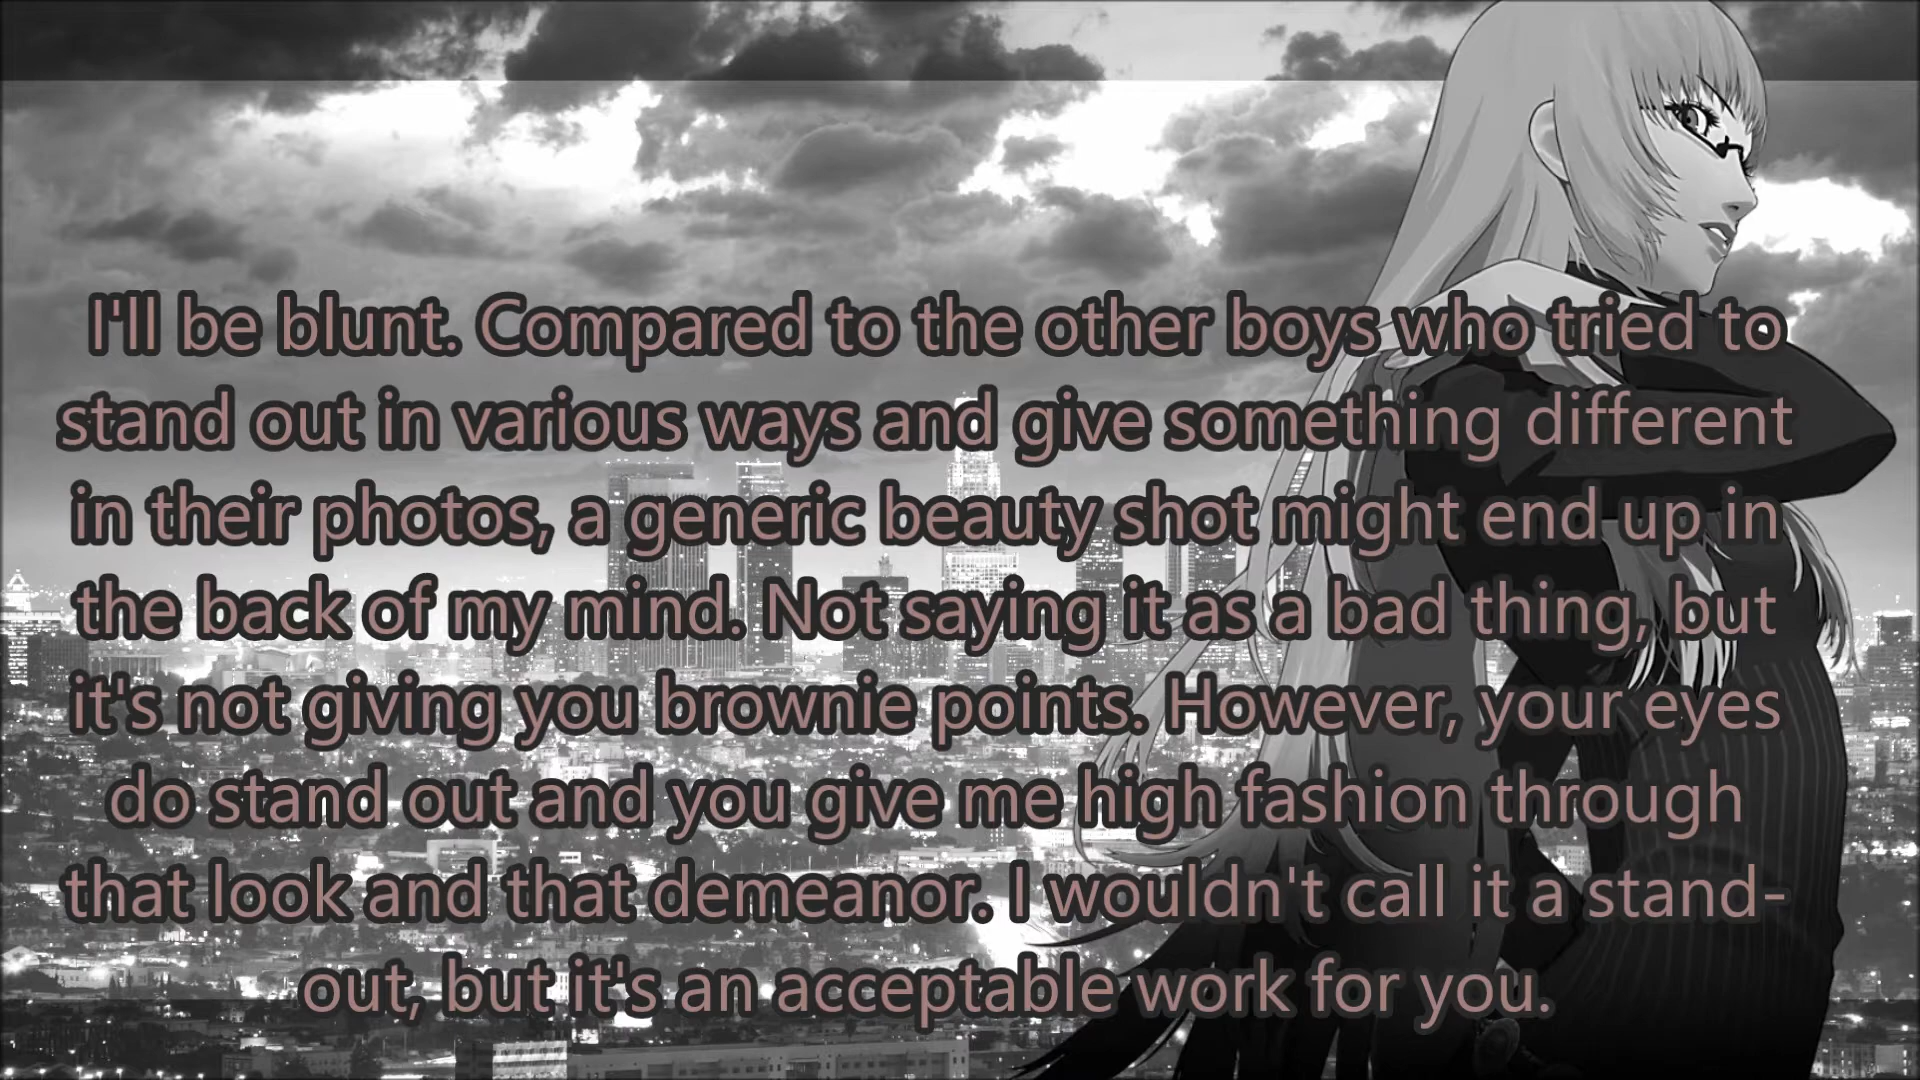 I'll be blunt. Compared to the other boys who tried to
stand out in various ways and give something different
in their photos, a generic beauty shot might end up in
the back of my mind. Not saying it as a bad thing, but
it's not giving you brownie points. However, your eyes
do stand out and you give me high fashion through
that look and that demeanor. I wouldn't call it a stand-
out, but it's an acceptable work for you.